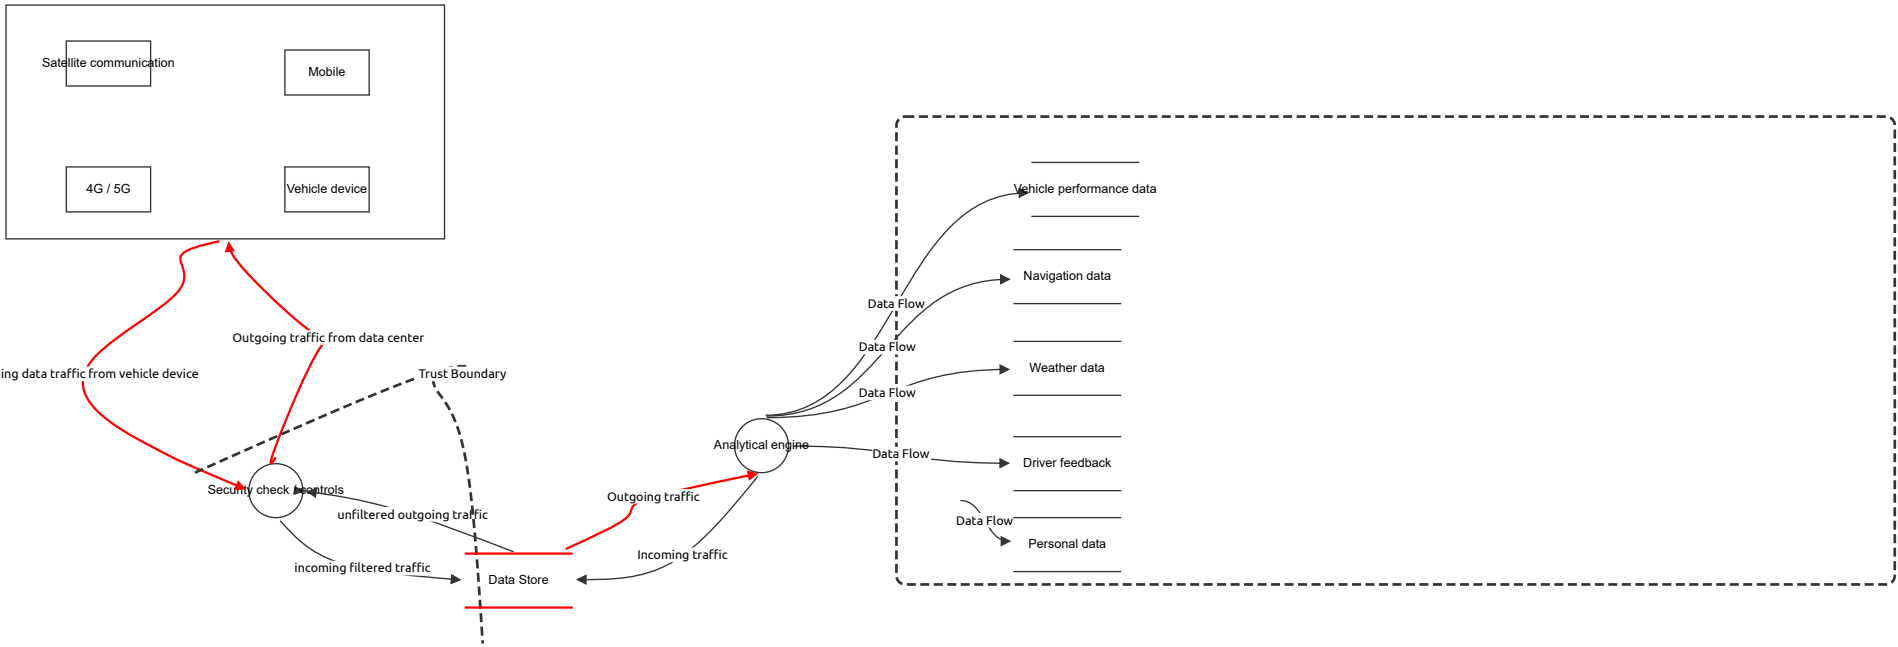 Satellite communication
Mobile
4G / 5G
Vehicle device
Outgoing traffic from data center
ing data traffic from vehicle device
Trust Boundary
Security check / controls
unfiltered outgoing traffic
incoming filtered traffic
Data Store
Outgoing traffic
Incoming traffic
Analytical engine
Data Flow
Data Flow
Data Flow
Data Flow
Data Flow
Vehicle performance data
Navigation data
Weather data
Driver feedback
Personal data